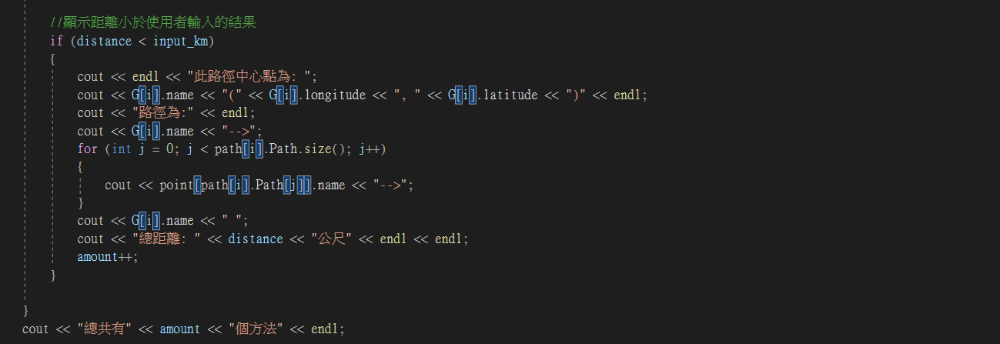 //顯示距離小於使用者輸入的結果
if (distance < input_km)
{
cout << endl << "此路徑中心點為: ";
cout << G[i].name << "(" << G[i].longitude << ", " << G[i].latitude << ")" << endl;
cout << "路徑為:" << endl;
cout << G[i].name << "-->";
for (int j = 0; j < path[i].Path.size(); j++)
{
cout << point[path[i].Path[j]].name << "-->";
}
cout << G[i].name << " ";
cout << "總距離: " << distance << "公尺" << endl << endl;
amount++;
}
}
cout << "總共有" << amount << "個方法" << endl;